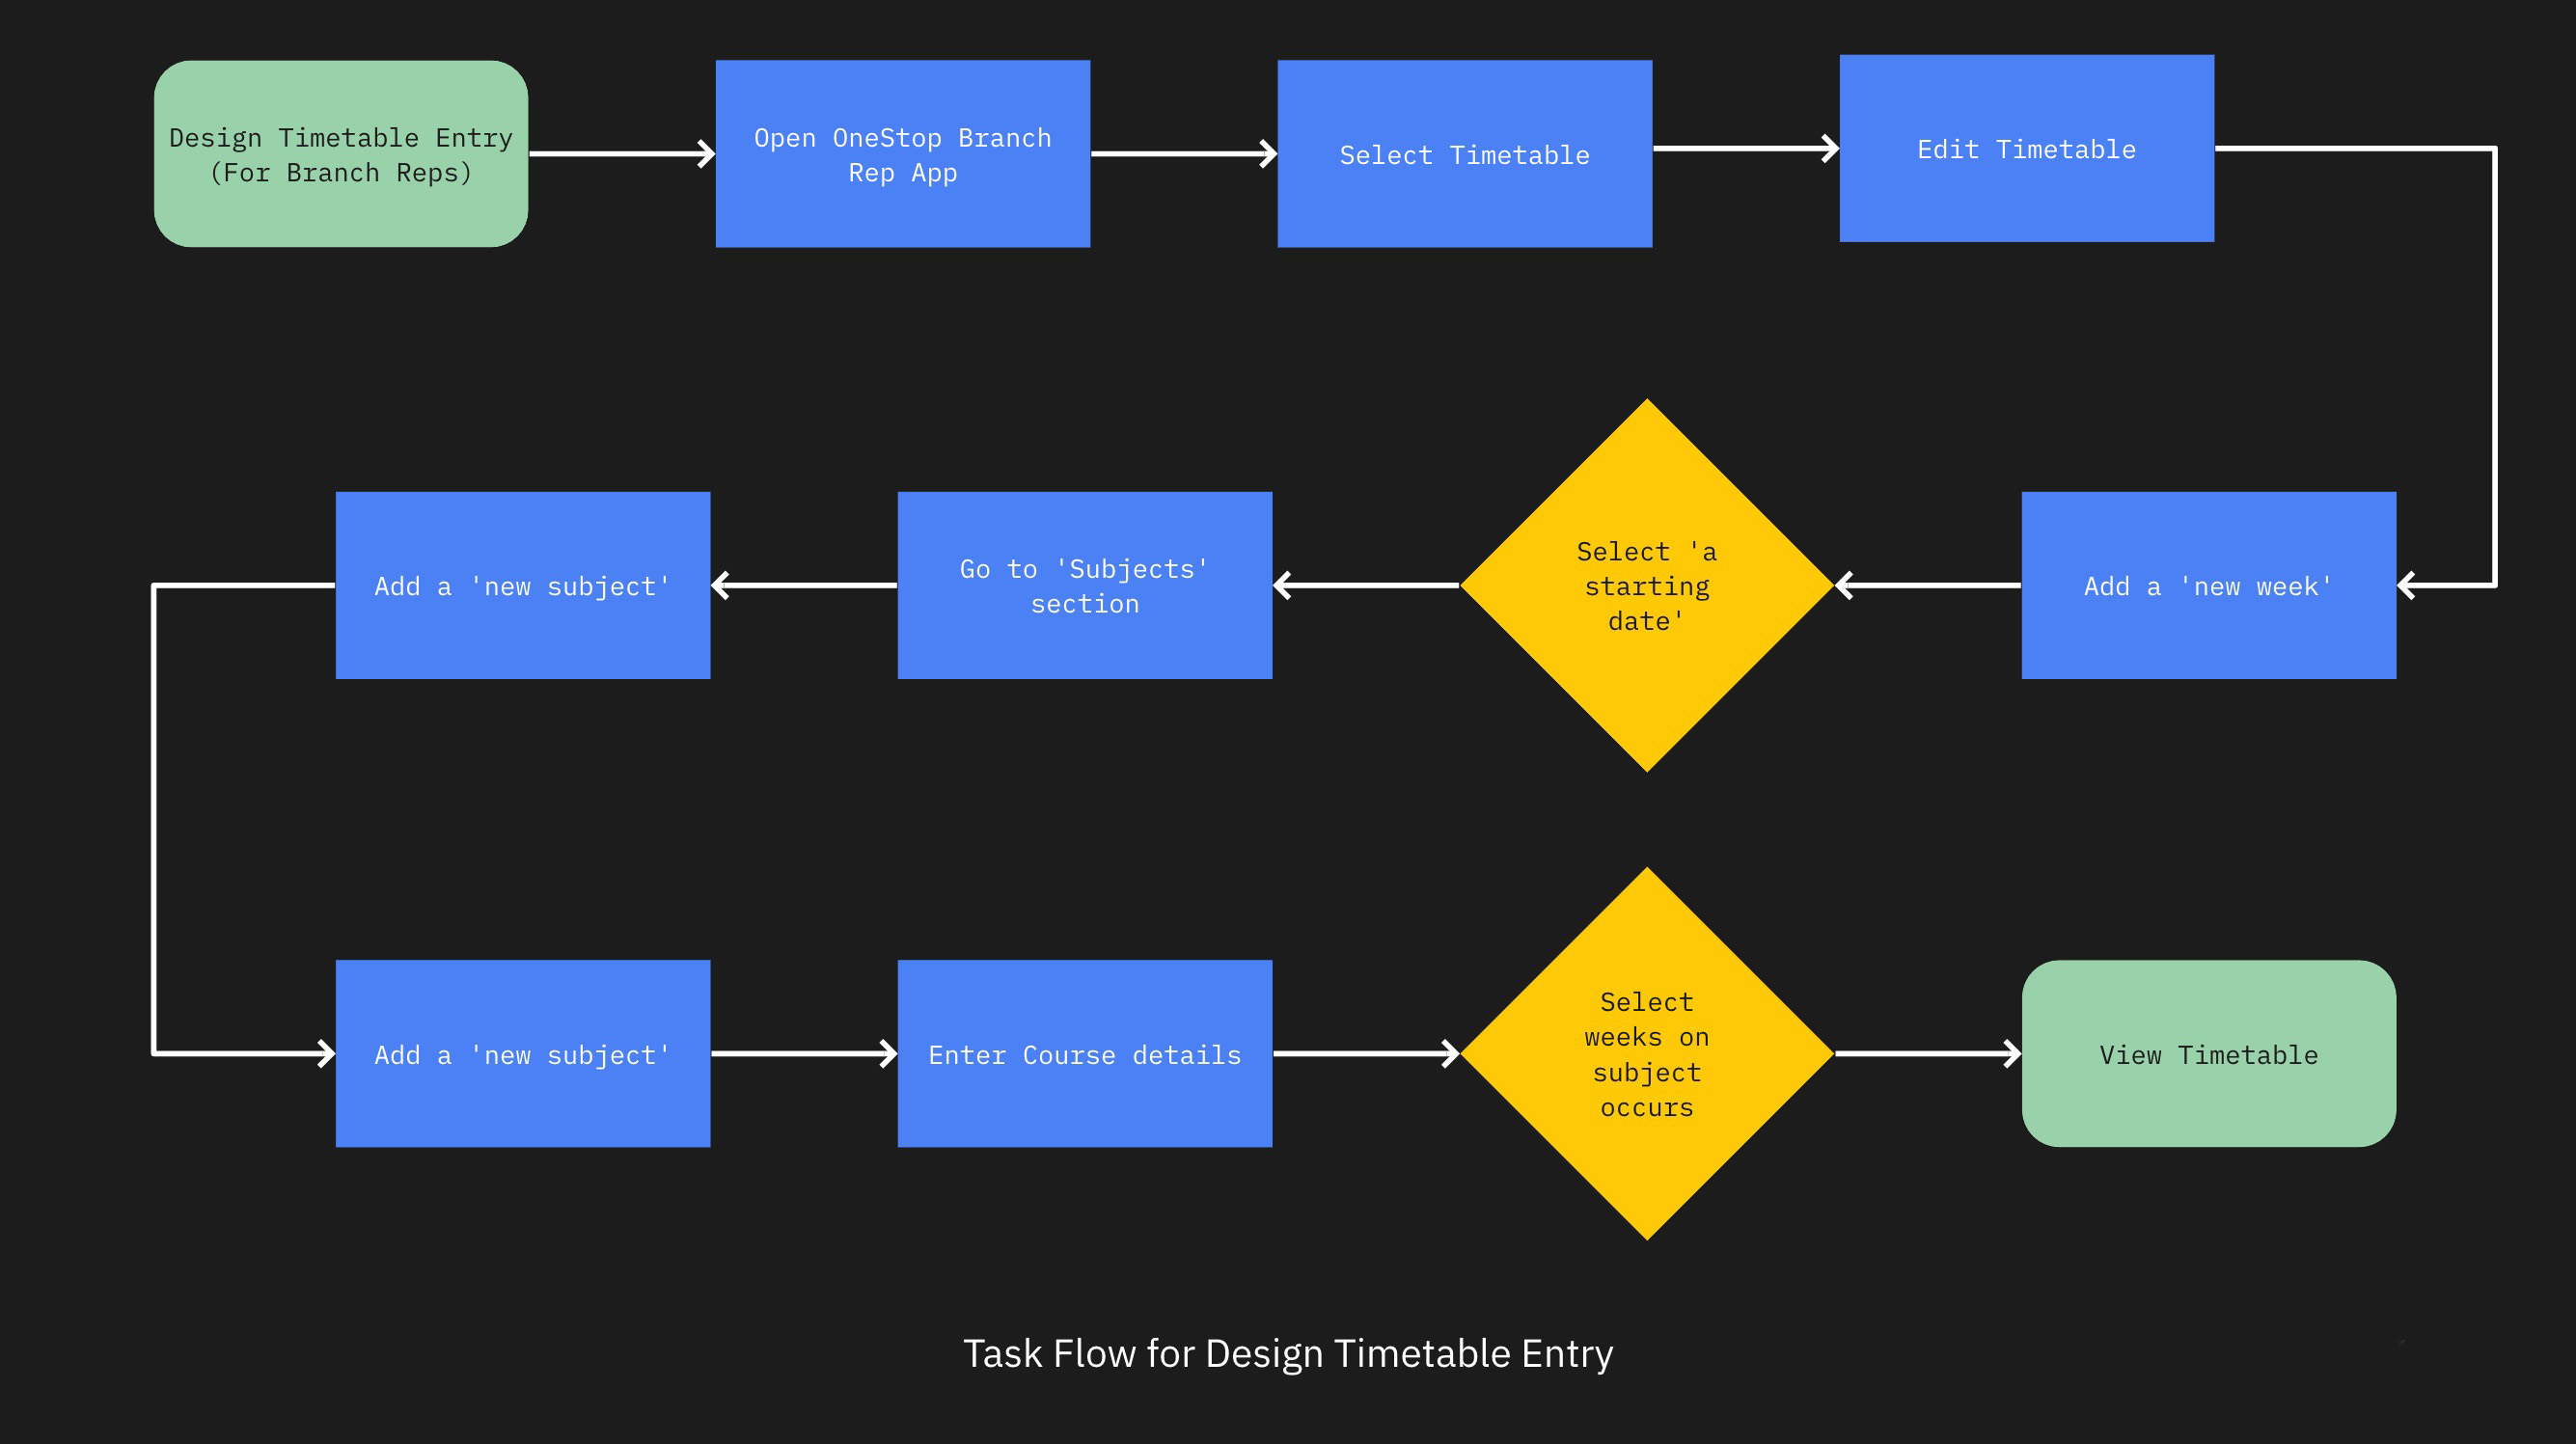 Design Timetable Entry
(For Branch Reps)
Open OneStop Branch
Rep App
Select Timetable
Edit Timetable
Add a 'new week'
Select 'a
starting
date'
Go to 'Subjects'
section
Add a 'new subject'
Add a 'new subject'
Enter Course details
Select
weeks on
subject
occurs
View Timetable
Task Flow for Design Timetable Entry